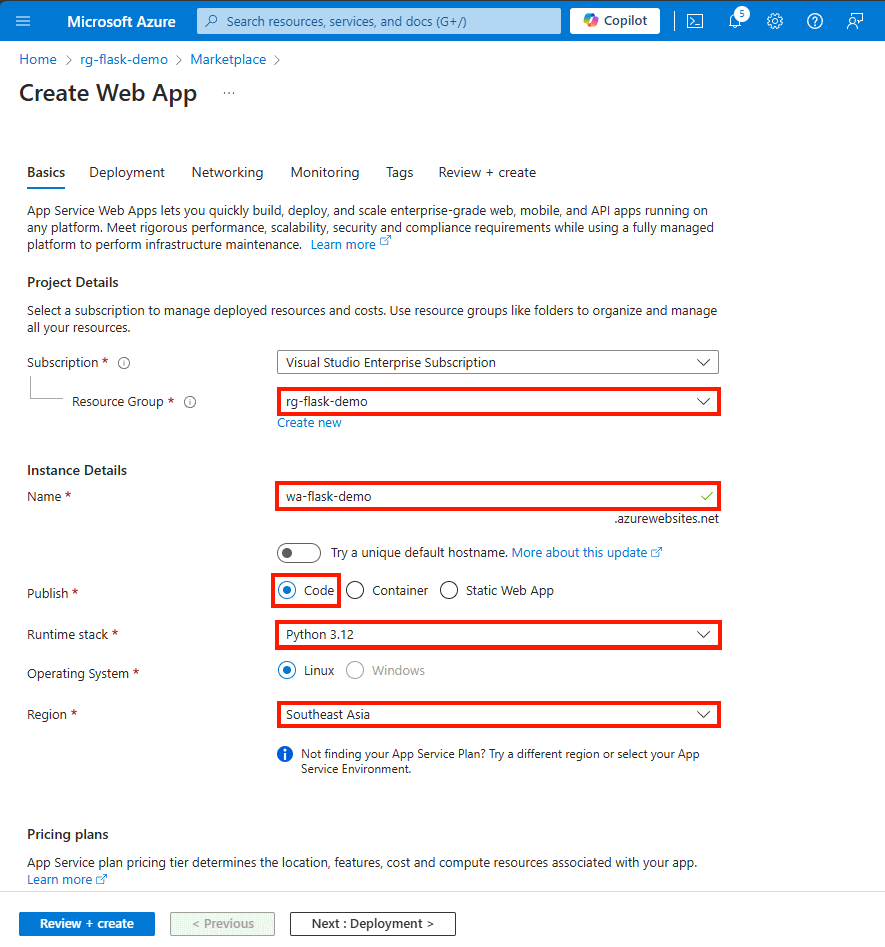 Microsoft Azure
Search resources, services, and docs (G+/)
Copilot
5
Home > rg-flask-demo > Marketplace >
Create Web App ...
Basics Deployment Networking Monitoring Tags Review + create
App Service Web Apps lets you quickly build, deploy, and scale enterprise-grade web, mobile, and API apps running on
any platform. Meet rigorous performance, scalability, security and compliance requirements while using a fully managed
platform to perform infrastructure maintenance. Learn more
Project Details
Select a subscription to manage deployed resources and costs. Use resource groups like folders to organize and manage
all your resources.
Subscription * Visual Studio Enterprise Subscription
Resource Group * rg-flask-demo
Create new
Instance Details
Name * wa-flask-demo
.azurewebsites.net
Try a unique default hostname. More about this update
Publish * Code Container Static Web App
Runtime stack * Python 3.12
Operating System * Linux Windows
Region * Southeast Asia
Not finding your App Service Plan? Try a different region or select your App
Service Environment.
Pricing plans
App Service plan pricing tier determines the location, features, cost and compute resources associated with your app.
Learn more
Review + create < Previous Next : Deployment >